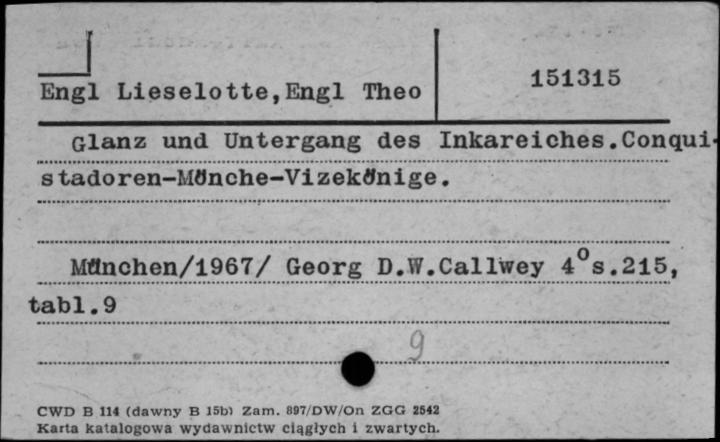 Engl Lieselotte,Engl Theo 151315
Glanz und Untergang des Inkareiches.Conqui-
stadoren-Mönche-Vizekönige.
München/1967/ Georg D.W.Callwey 4°s.215,
tabl.9
9
CWD B 114 (dawny B 15b) Zam. 897/DW/On ZGG 2542
Karta katalogowa wydawnictw ciągłych i zwartych.